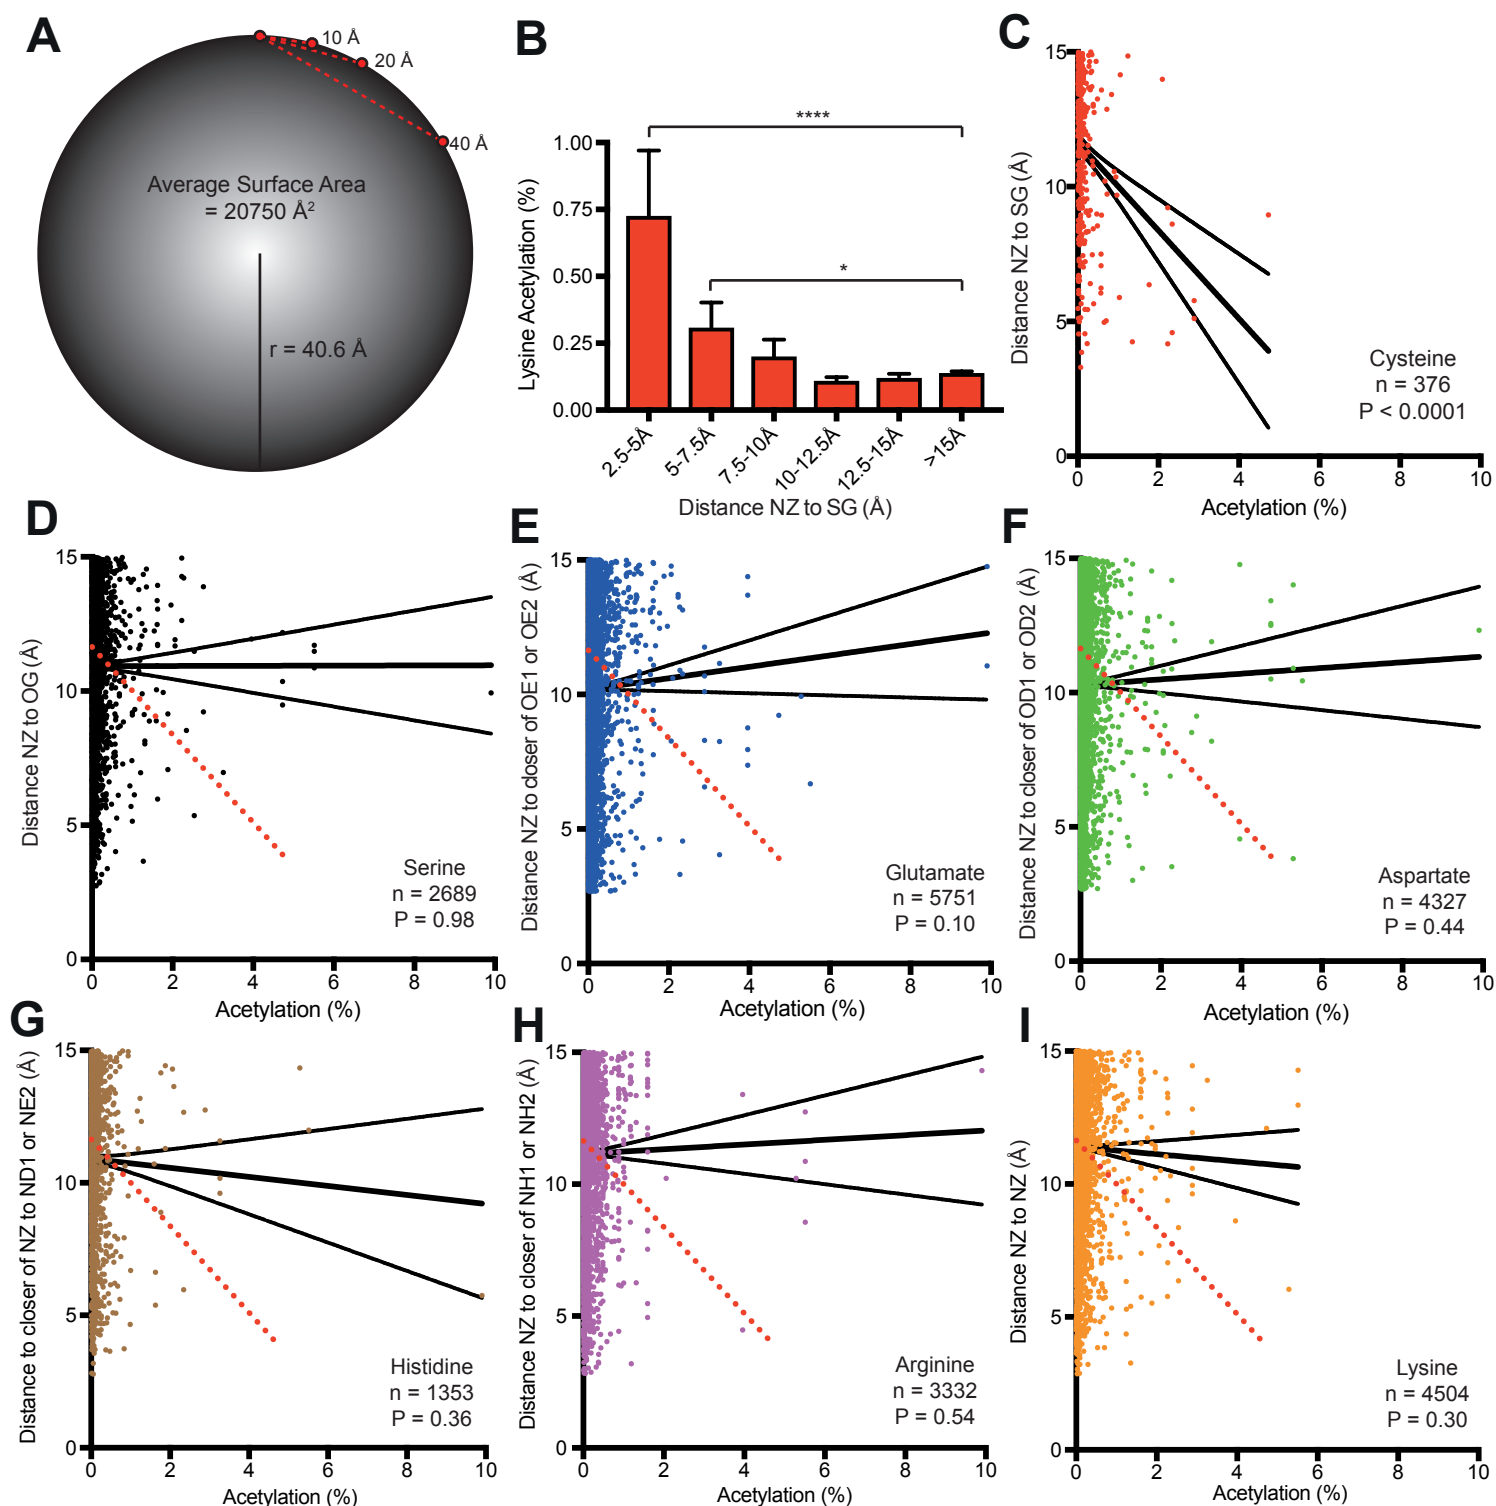 A
10 Å
20 Å
40 Å
Average Surface Area
= 20750 Å²
r = 40.6 Å
B
Lysine Acetylation (%)
1.00
0.75
0.50
0.25
0.00
****
*
2.5-5Å
5-7.5Å
7.5-10Å
10-12.5Å
12.5-15Å
>15Å
Distance NZ to SG (Å)
C
Distance NZ to SG (Å)
15
10
5
0
0 2 4 6 8 10
Acetylation (%)
Cysteine
n = 376
P < 0.0001
D
Distance NZ to OG (Å)
15
10
5
0
0 2 4 6 8 10
Acetylation (%)
Serine
n = 2689
P = 0.98
E
Distance NZ to closer of OE1 or OE2 (Å)
15
10
5
0
0 2 4 6 8 10
Acetylation (%)
Glutamate
n = 5751
P = 0.10
F
Distance NZ to closer of OD1 or OD2 (Å)
15
10
5
0
0 2 4 6 8 10
Acetylation (%)
Aspartate
n = 4327
P = 0.44
G
Distance to closer of NZ to ND1 or NE2 (Å)
15
10
5
0
0 2 4 6 8 10
Acetylation (%)
Histidine
n = 1353
P = 0.36
H
Distance NZ to closer of NH1 or NH2 (Å)
15
10
5
0
0 2 4 6 8 10
Acetylation (%)
Arginine
n = 3332
P = 0.54
I
Distance NZ to NZ (Å)
15
10
5
0
0 2 4 6 8 10
Acetylation (%)
Lysine
n = 4504
P = 0.30